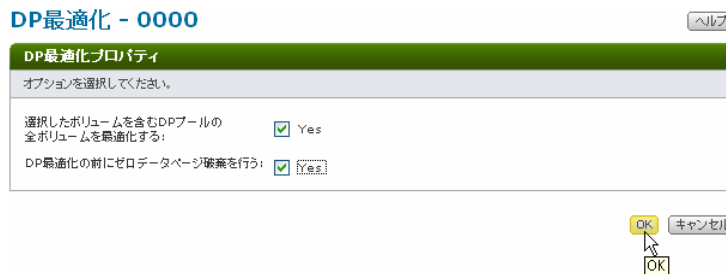 DP最適化 - 0000
ヘルプ
DP最適化プロパティ
オプションを選択してください。
選択したボリュームを含むDPプールの
全ボリュームを最適化する:
Yes
DP最適化の前にゼロデータページ破棄を行う:
Yes
OK
キャンセル
OK